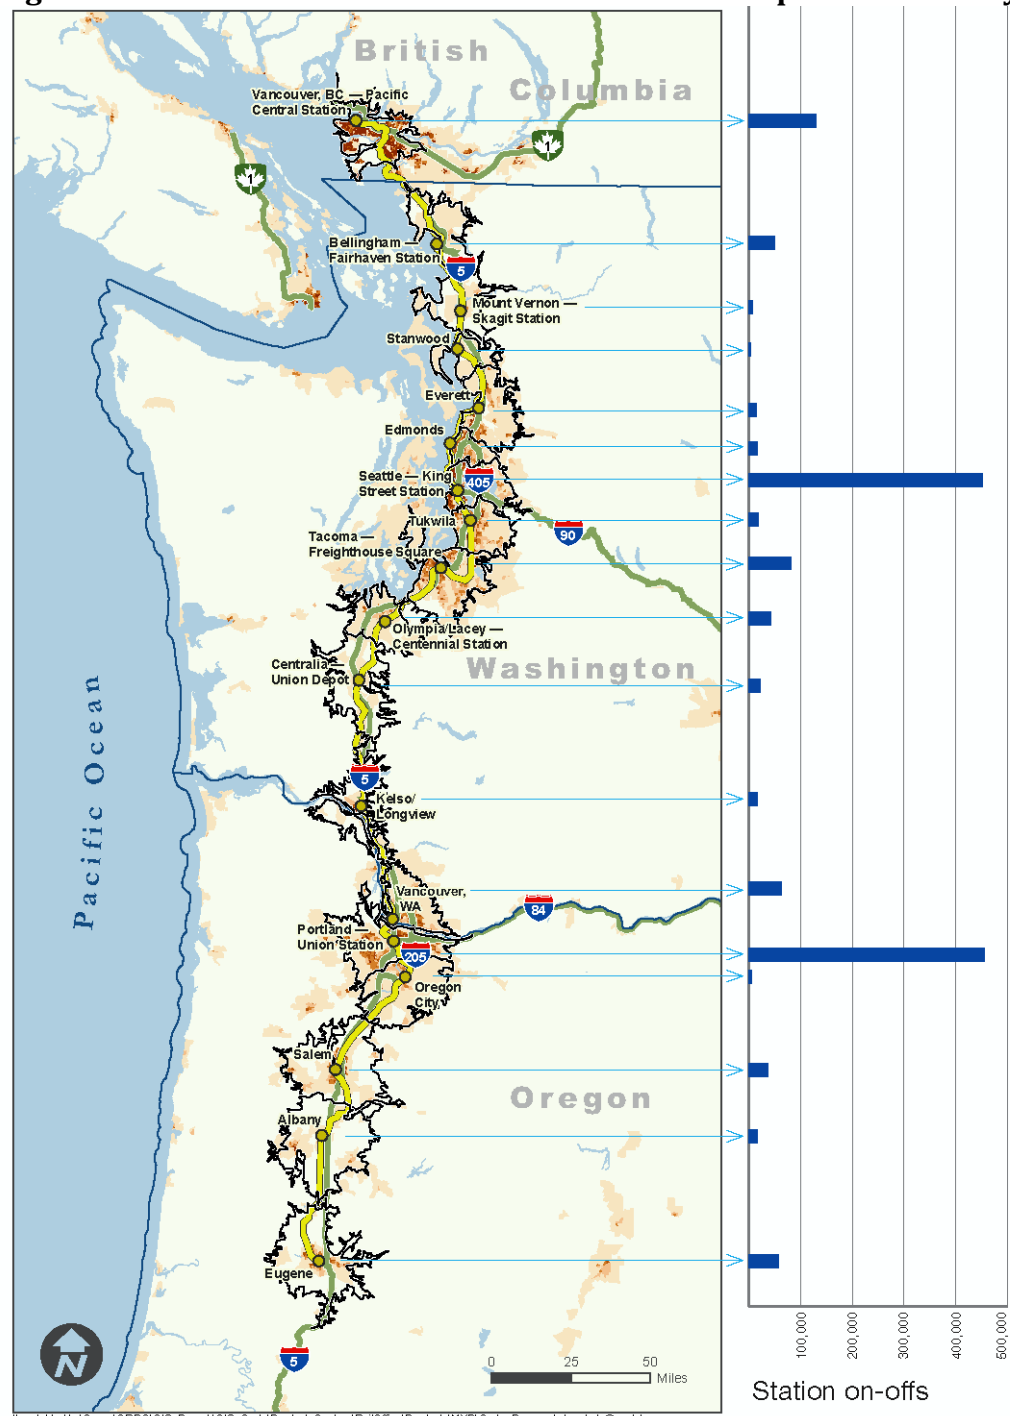 British
Columbia
Vancouver, BC — Pacific
Central Station
1
1
Bellingham —
Fairhaven Station
5
Mount Vernon —
Skagit Station
Stanwood
Everett
Edmonds
Seattle — King
Street Station
405
Tukwila
90
Tacoma —
Freighthouse Square
Olympia/Lacey —
Centennial Station
Centralia —
Union Depot
Washington
Pacific Ocean
5
Kelso/
Longview
Vancouver,
WA
84
Portland —
Union Station
205
Oregon
City
Salem
Oregon
Albany
Eugene
N
5
0 25 50
Miles
100,000
200,000
300,000
400,000
500,000
Station on-offs